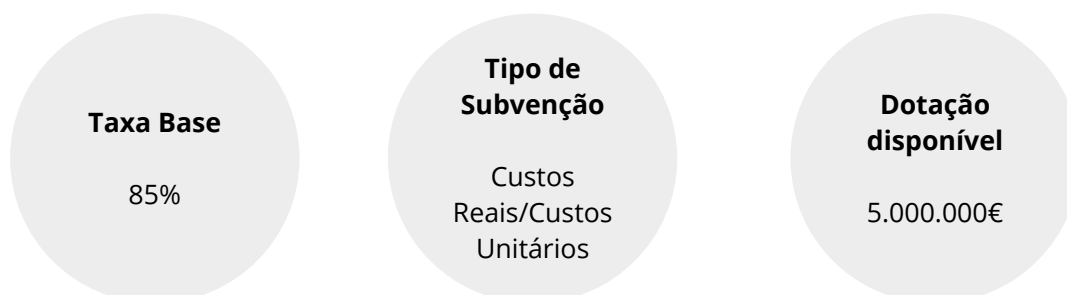 Taxa Base
85%
Tipo de
Subvenção
Custos
Reais/Custos
Unitários
Dotação
disponível
5.000.000€